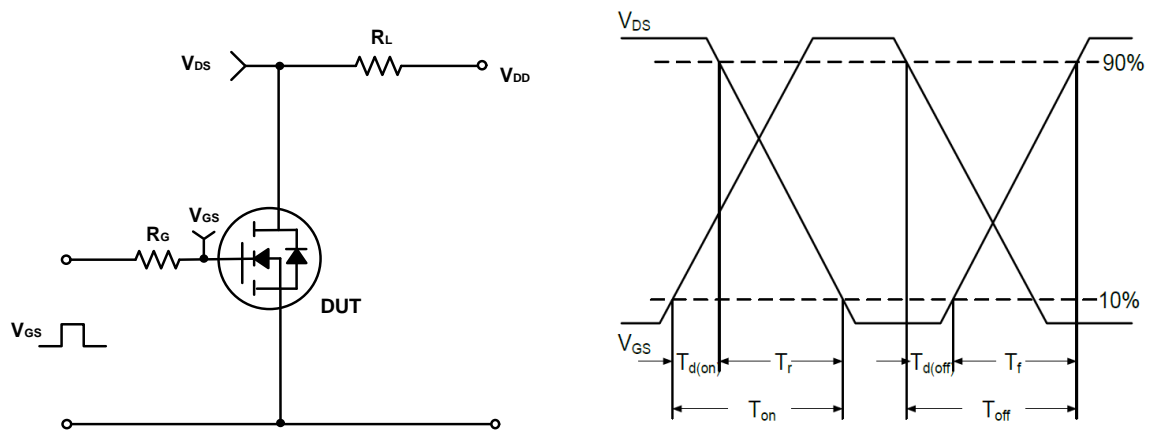 RL
VDS
VDD
VGS
RG
DUT
VGS
VDS
90%
10%
VGS
Td(on)
Tr
Td(off)
Tf
Ton
Toff